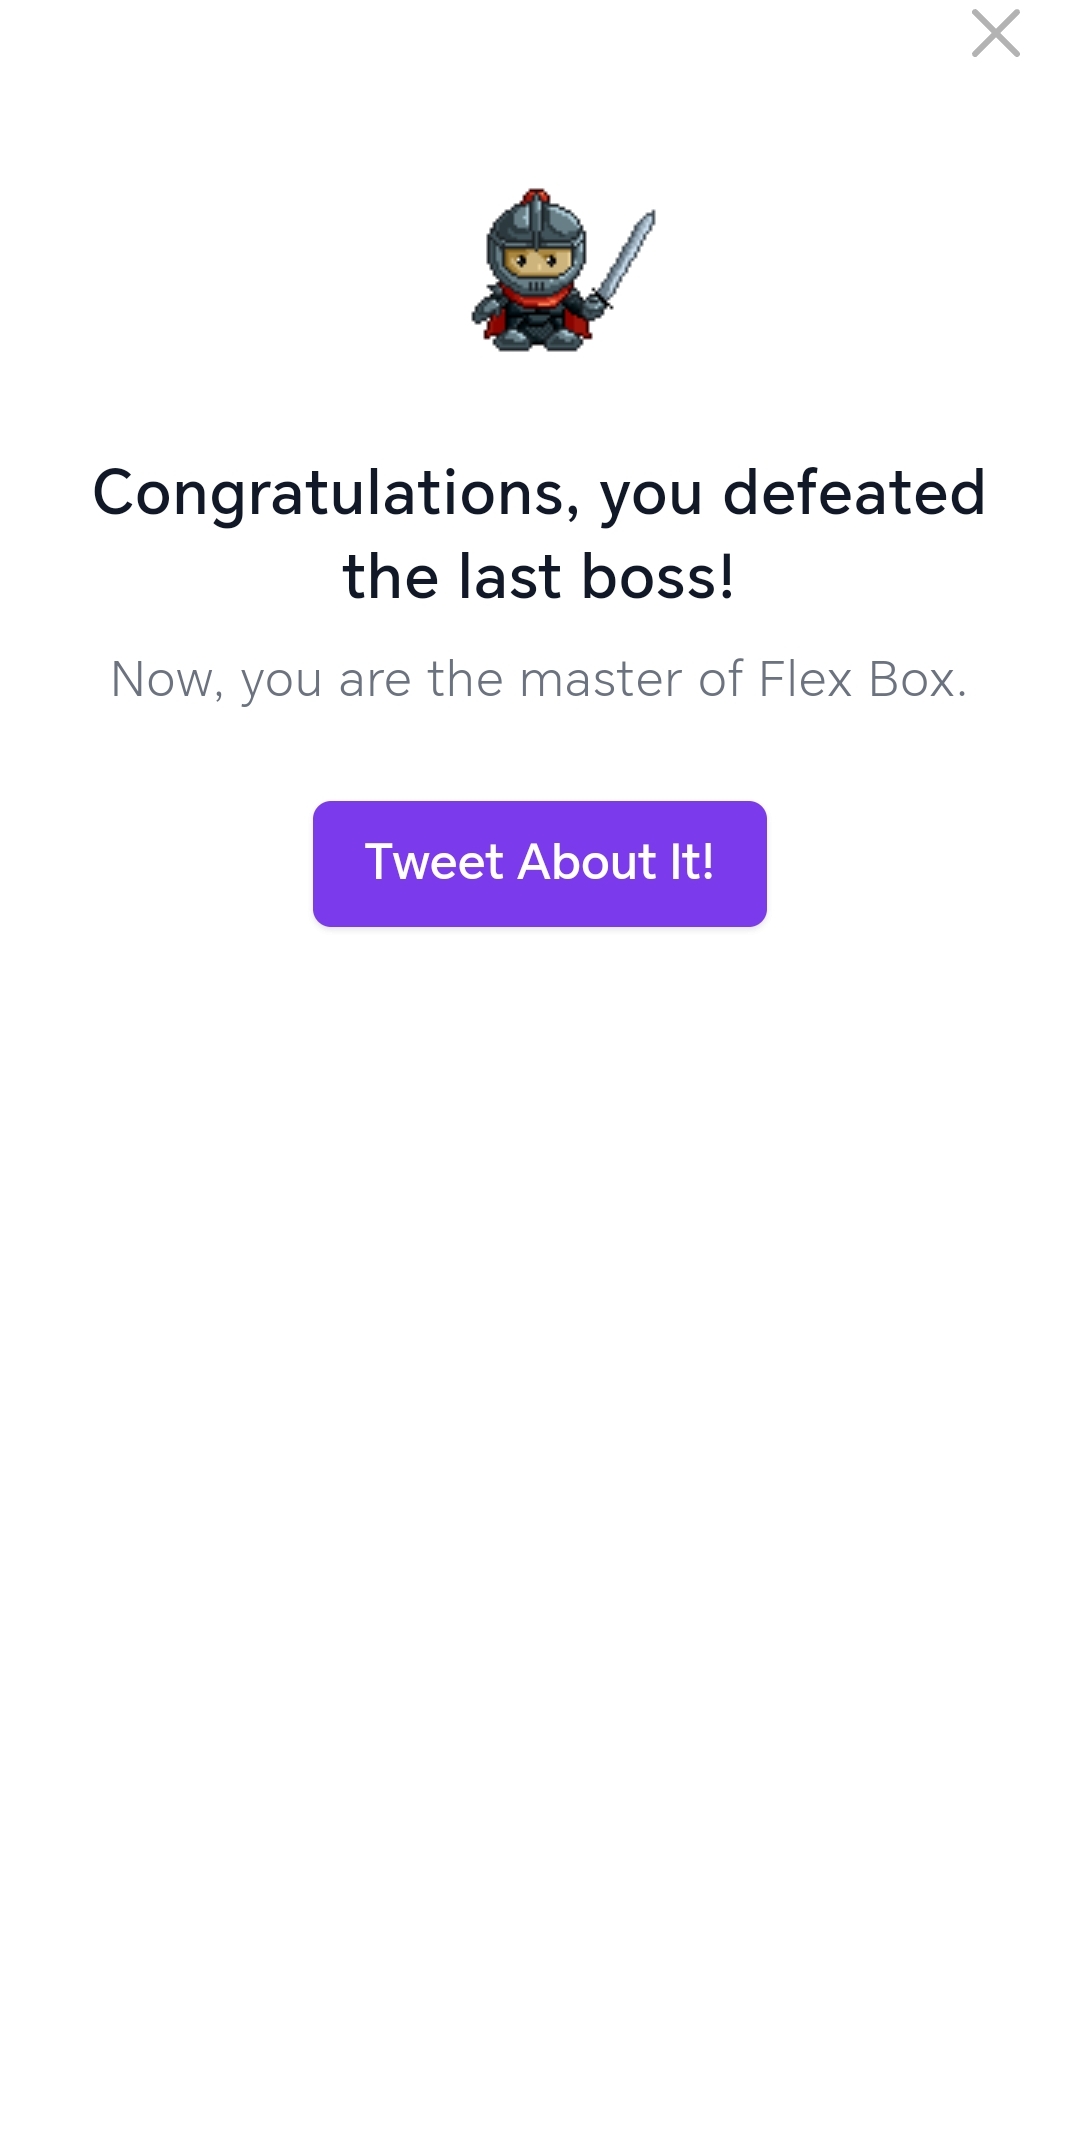 Congratulations, you defeated
the last boss!
Now, you are the master of Flex Box.
Tweet About It!